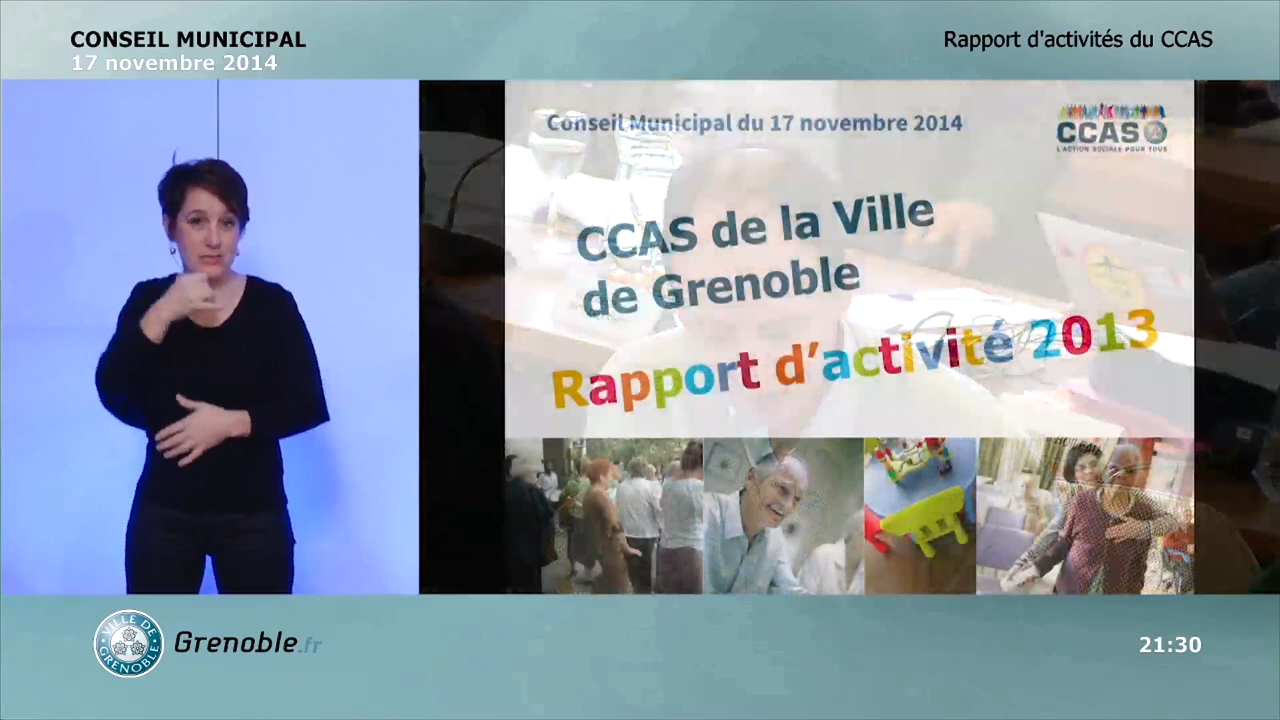 CONSEIL MUNICIPAL
17 novembre 2014
Rapport d'activités du CCAS
Conseil Municipal du 17 novembre 2014
CCAS
L'ACTION SOCIALE POUR TOUS
CCAS de la Ville
de Grenoble
Rapport d'activité 2013
VILLE DE
GRENOBLE
Grenoble.fr
21:30